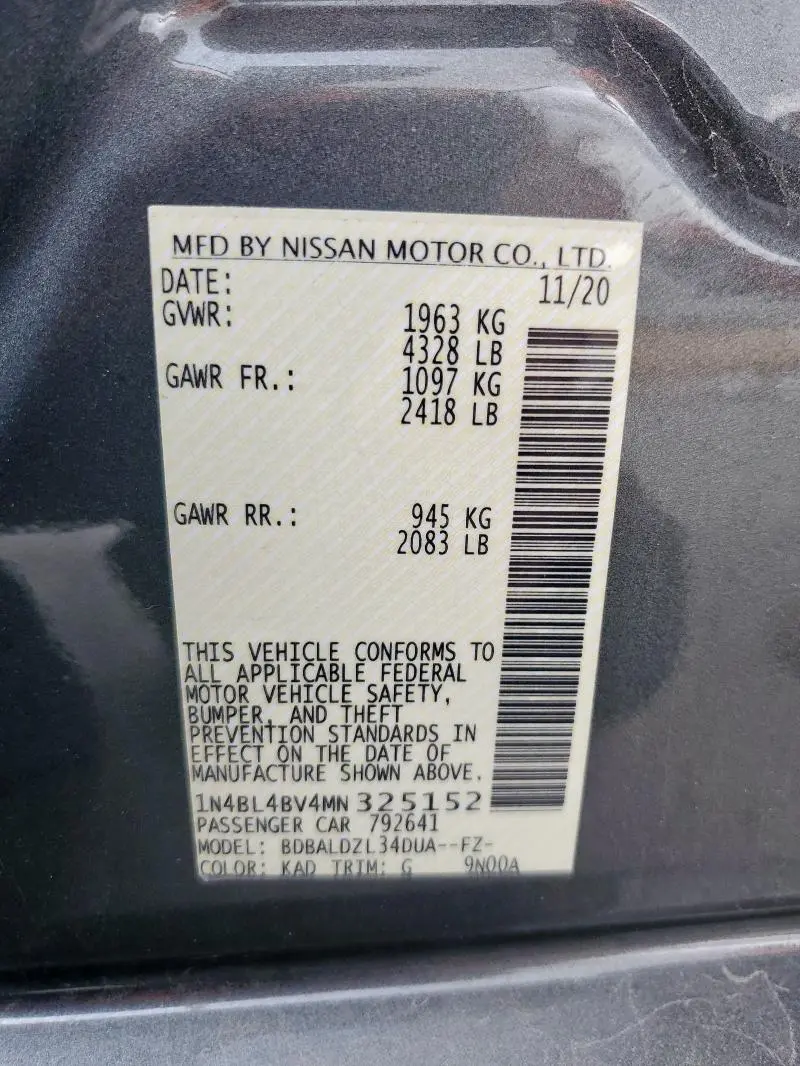 MFD BY NISSAN MOTOR CO., LTD.
DATE: 11/20
GVWR: 1963 KG
4328 LB
GAWR FR.: 1097 KG
2418 LB
GAWR RR.: 945 KG
2083 LB
THIS VEHICLE CONFORMS TO
ALL APPLICABLE FEDERAL
MOTOR VEHICLE SAFETY,
BUMPER, AND THEFT
PREVENTION STANDARDS IN
EFFECT ON THE DATE OF
MANUFACTURE SHOWN ABOVE.
1N4BL4BV4MN 325152
PASSENGER CAR 792641
MODEL: BDBALDZL34DUA--FZ-
COLOR: KAD TRIM: G 9N00A